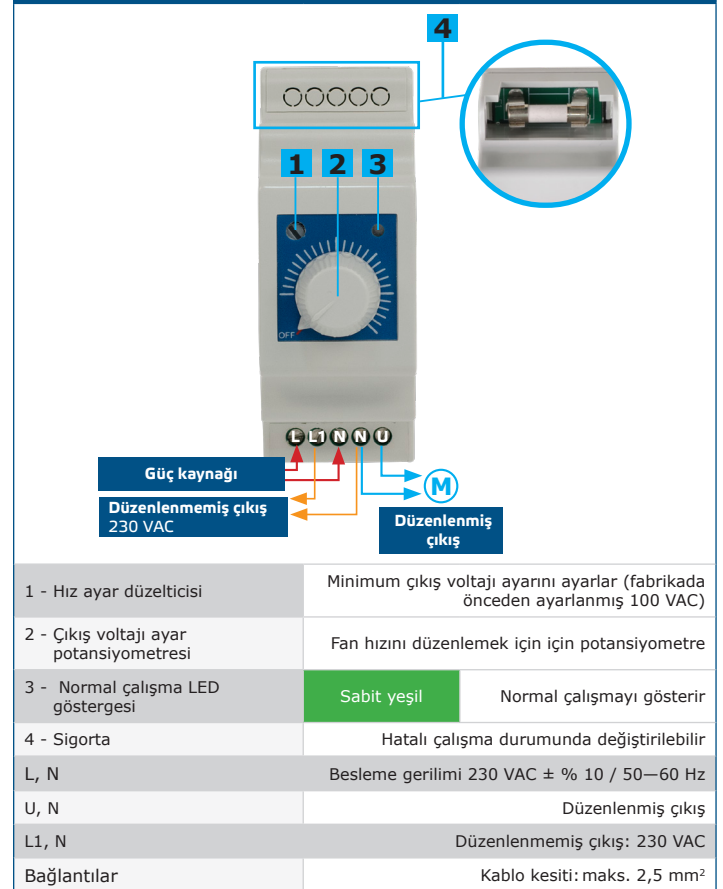 4
1 2 3
OFF
L L1 N N U
Güç kaynağı
M
Düzenlenmemiş çıkış
230 VAC
Düzenlenmiş
çıkış
1 - Hız ayar düzelticisi
Minimum çıkış voltajı ayarını ayarlar (fabrikada
önceden ayarlanmış 100 VAC)
2 - Çıkış voltajı ayar
potansiyometresi
Fan hızını düzenlemek için için potansiyometre
3 - Normal çalışma LED
göstergesi
Sabit yeşil
Normal çalışmayı gösterir
4 - Sigorta
Hatalı çalışma durumunda değiştirilebilir
L, N
Besleme gerilimi 230 VAC ± % 10 / 50—60 Hz
U, N
Düzenlenmiş çıkış
L1, N
Düzenlenmemiş çıkış: 230 VAC
Bağlantılar
Kablo kesiti: maks. 2,5 mm²